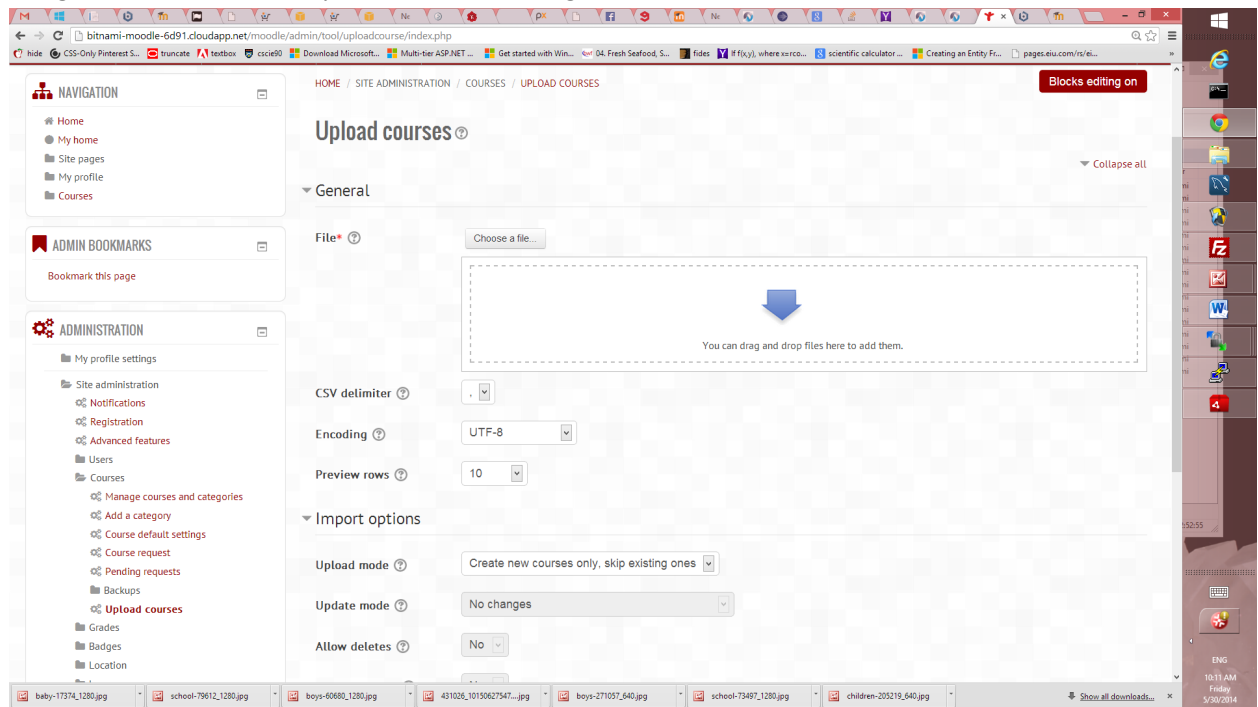 bitnami-moodle-6d91.cloudapp.net/moodle/admin/tool/uploadcourse/index.php
hide CSS-Only Pinterest S... truncate textbox cscie90 Download Microsoft... Multi-tier ASP.NET ... Get started with Win... 04. Fresh Seafood, S... fides If f(x,y), where x=rco... scientific calculator ... Creating an Entity Fr... pages.eiu.com/rs/ei... »
NAVIGATION
Home
My home
Site pages
My profile
Courses
ADMIN BOOKMARKS
Bookmark this page
ADMINISTRATION
My profile settings
Site administration
Notifications
Registration
Advanced features
Users
Courses
Manage courses and categories
Add a category
Course default settings
Course request
Pending requests
Backups
Upload courses
Grades
Badges
Location
HOME / SITE ADMINISTRATION / COURSES / UPLOAD COURSES
Blocks editing on
Upload courses
Collapse all
General
File*
Choose a file...
You can drag and drop files here to add them.
CSV delimiter ,
Encoding UTF-8
Preview rows 10
Import options
Upload mode Create new courses only, skip existing ones
Update mode No changes
Allow deletes No
baby-17374_1280.jpg school-79612_1280.jpg boys-60680_1280.jpg 431026_10150627547....jpg boys-271057_640.jpg school-73497_1280.jpg children-205219_640.jpg Show all downloads...
:52:55
ENG
10:11 AM
Friday
5/30/2014